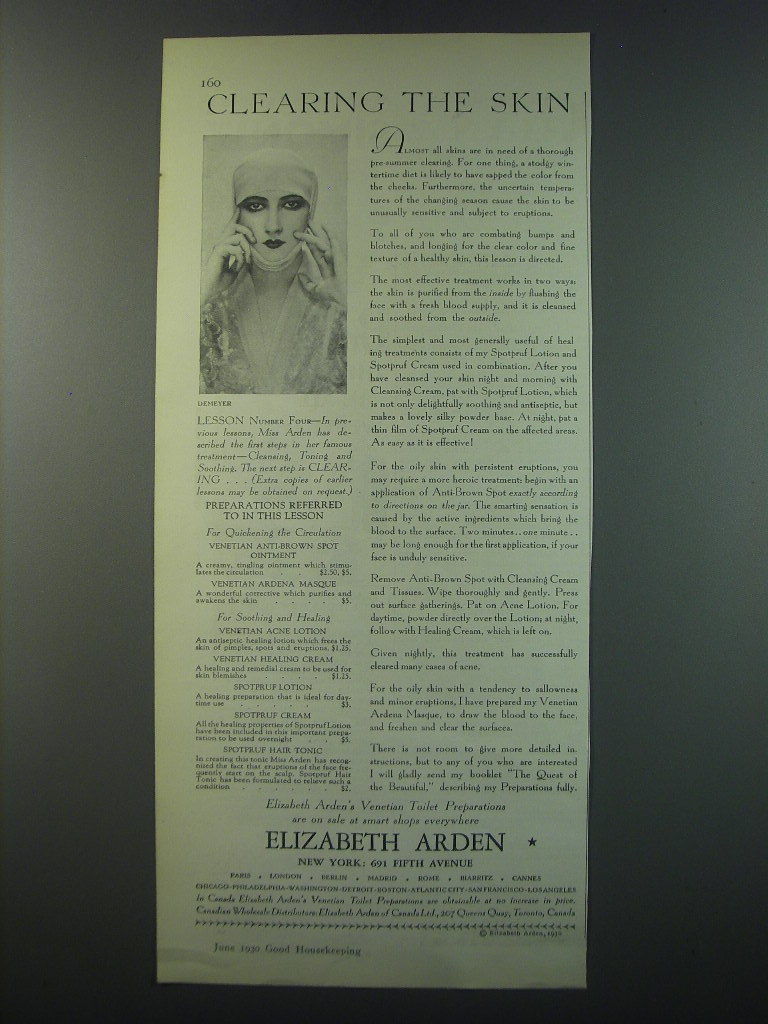 160
CLEARING THE SKIN
DEMEYER
LESSON NUMBER FOUR—In pre-
vious lessons, Miss Arden has de-
scribed the first steps in her famous
treatment—Cleansing, Toning and
Soothing. The next step is CLEAR-
ING . . . (Extra copies of earlier
lessons may be obtained on request.)
PREPARATIONS REFERRED
TO IN THIS LESSON
For Quickening the Circulation
VENETIAN ANTI-BROWN SPOT
OINTMENT
A creamy, tingling ointment which stimu-
lates the circulation . . $2.50, $5.
VENETIAN ARDENA MASQUE
A wonderful corrective which purifies and
awakens the skin . . . . $5.
For Soothing and Healing
VENETIAN ACNE LOTION
An antiseptic healing lotion which frees the
skin of pimples, spots and eruptions, $1.25.
VENETIAN HEALING CREAM
A healing and remedial cream to be used for
skin blemishes . . . . $1.25.
SPOTPRUF LOTION
A healing preparation that is ideal for day-
time use . . . . . . $3.
SPOTPRUF CREAM
All the healing properties of Spotpruf Lotion
have been included in this important prepa-
ration to be used overnight . . $5.
SPOTPRUF HAIR TONIC
In creating this tonic Miss Arden has recog-
nized the fact that eruptions of the face fre-
quently start on the scalp. Spotpruf Hair
Tonic has been formulated to relieve such a
condition . . . . . . $2.
ALMOST all skins are in need of a thorough
pre-summer clearing. For one thing, a stodgy win-
tertime diet is likely to have sapped the color from
the cheeks. Furthermore, the uncertain tempera-
tures of the changing season cause the skin to be
unusually sensitive and subject to eruptions.
To all of you who are combating bumps and
blotches, and longing for the clear color and fine
texture of a healthy skin, this lesson is directed.
The most effective treatment works in two ways:
the skin is purified from the inside by flushing the
face with a fresh blood supply, and it is cleansed
and soothed from the outside.
The simplest and most generally useful of heal
ing treatments consists of my Spotpruf Lotion and
Spotpruf Cream used in combination. After you
have cleansed your skin night and morning with
Cleansing Cream, pat with Spotpruf Lotion, which
is not only delightfully soothing and antiseptic, but
makes a lovely silky powder base. At night, pat a
thin film of Spotpruf Cream on the affected areas.
As easy as it is effective!
For the oily skin with persistent eruptions, you
may require a more heroic treatment: begin with an
application of Anti-Brown Spot exactly according
to directions on the jar. The smarting sensation is
caused by the active ingredients which bring the
blood to the surface. Two minutes . . one minute . .
may be long enough for the first application, if your
face is unduly sensitive.
Remove Anti-Brown Spot with Cleansing Cream
and Tissues. Wipe thoroughly and gently. Press
out surface gatherings. Pat on Acne Lotion. For
daytime, powder directly over the Lotion; at night,
follow with Healing Cream, which is left on.
Given nightly, this treatment has successfully
cleared many cases of acne.
For the oily skin with a tendency to sallowness
and minor eruptions, I have prepared my Venetian
Ardena Masque, to draw the blood to the face,
and freshen and clear the surfaces.
There is not room to give more detailed in-
structions, but to any of you who are interested
I will gladly send my booklet "The Quest of
the Beautiful," describing my Preparations fully.
Elizabeth Arden's Venetian Toilet Preparations
are on sale at smart shops everywhere
ELIZABETH ARDEN ★
NEW YORK: 691 FIFTH AVENUE
PARIS • LONDON • BERLIN • MADRID • ROME • BIARRITZ • CANNES
CHICAGO·PHILADELPHIA·WASHINGTON·DETROIT·BOSTON·ATLANTIC CITY·SAN FRANCISCO·LOS ANGELES
In Canada Elizabeth Arden's Venetian Toilet Preparations are obtainable at no increase in price.
Canadian Wholesale Distributors: Elizabeth Arden of Canada Ltd., 207 Queens Quay, Toronto, Canada
© Elizabeth Arden, 1930
June 1930 Good Housekeeping